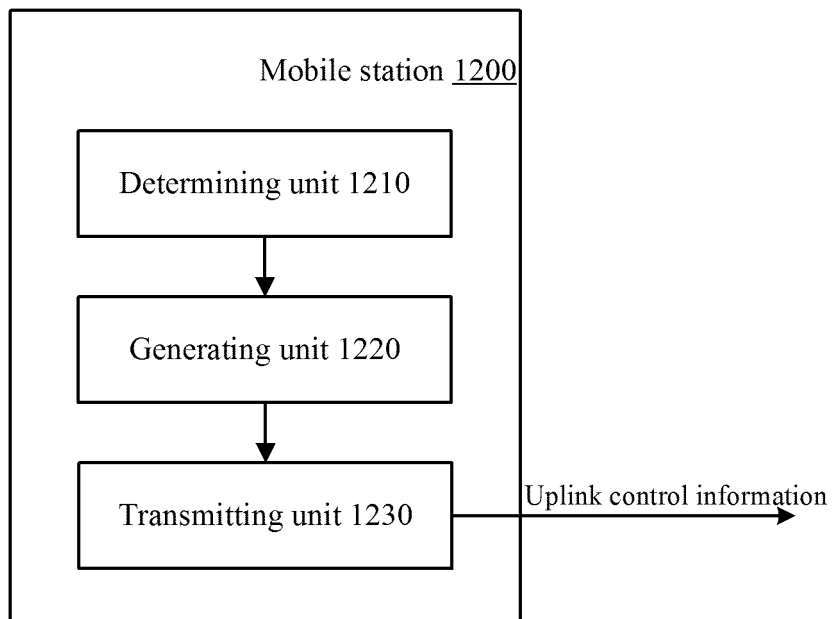 Mobile station 1200
Determining unit 1210
Generating unit 1220
Transmitting unit 1230
Uplink control information